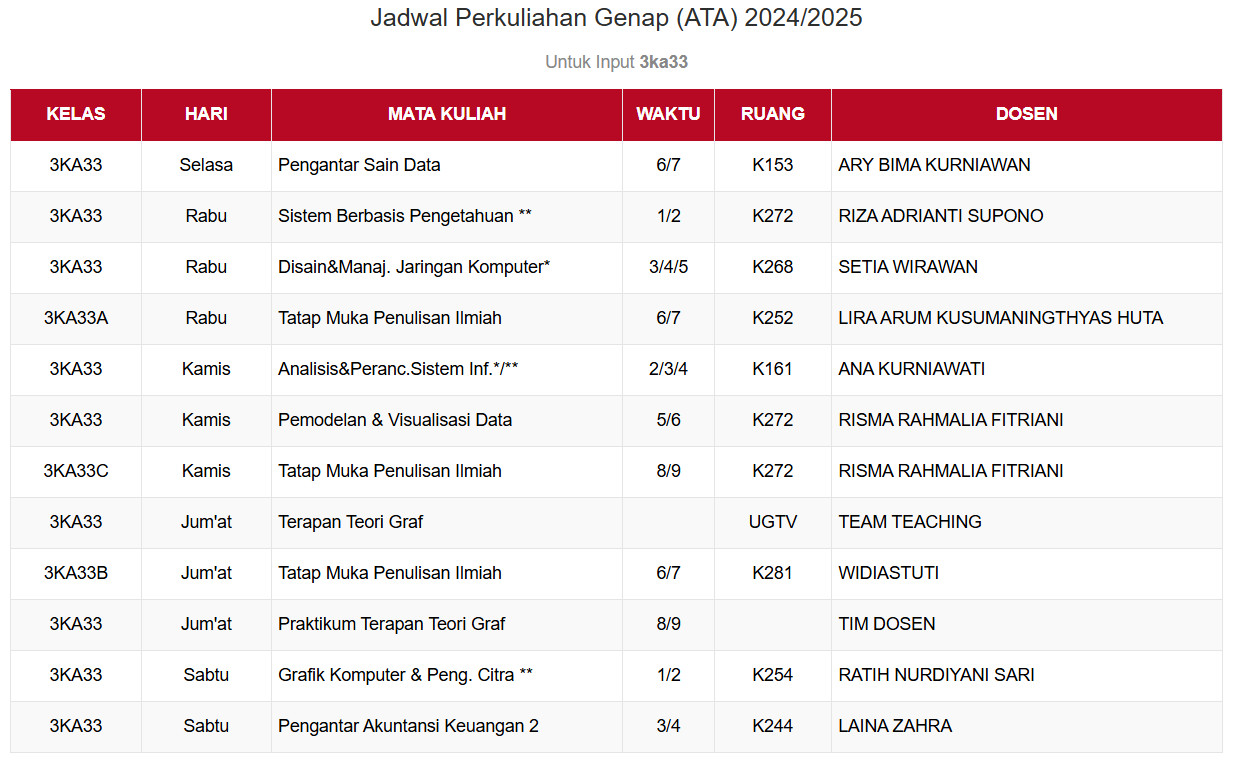 Jadwal Perkuliahan Genap (ATA) 2024/2025
Untuk Input 3ka33
KELAS HARI MATA KULIAH WAKTU RUANG DOSEN
3KA33 Selasa Pengantar Sain Data 6/7 K153 ARY BIMA KURNIAWAN
3KA33 Rabu Sistem Berbasis Pengetahuan ** 1/2 K272 RIZA ADRIANTI SUPONO
3KA33 Rabu Disain&Manaj. Jaringan Komputer* 3/4/5 K268 SETIA WIRAWAN
3KA33A Rabu Tatap Muka Penulisan Ilmiah 6/7 K252 LIRA ARUM KUSUMANINGTHYAS HUTA
3KA33 Kamis Analisis&Peranc.Sistem Inf.*/** 2/3/4 K161 ANA KURNIAWATI
3KA33 Kamis Pemodelan & Visualisasi Data 5/6 K272 RISMA RAHMALIA FITRIANI
3KA33C Kamis Tatap Muka Penulisan Ilmiah 8/9 K272 RISMA RAHMALIA FITRIANI
3KA33 Jum'at Terapan Teori Graf UGTV TEAM TEACHING
3KA33B Jum'at Tatap Muka Penulisan Ilmiah 6/7 K281 WIDIASTUTI
3KA33 Jum'at Praktikum Terapan Teori Graf 8/9 TIM DOSEN
3KA33 Sabtu Grafik Komputer & Peng. Citra ** 1/2 K254 RATIH NURDIYANI SARI
3KA33 Sabtu Pengantar Akuntansi Keuangan 2 3/4 K244 LAINA ZAHRA